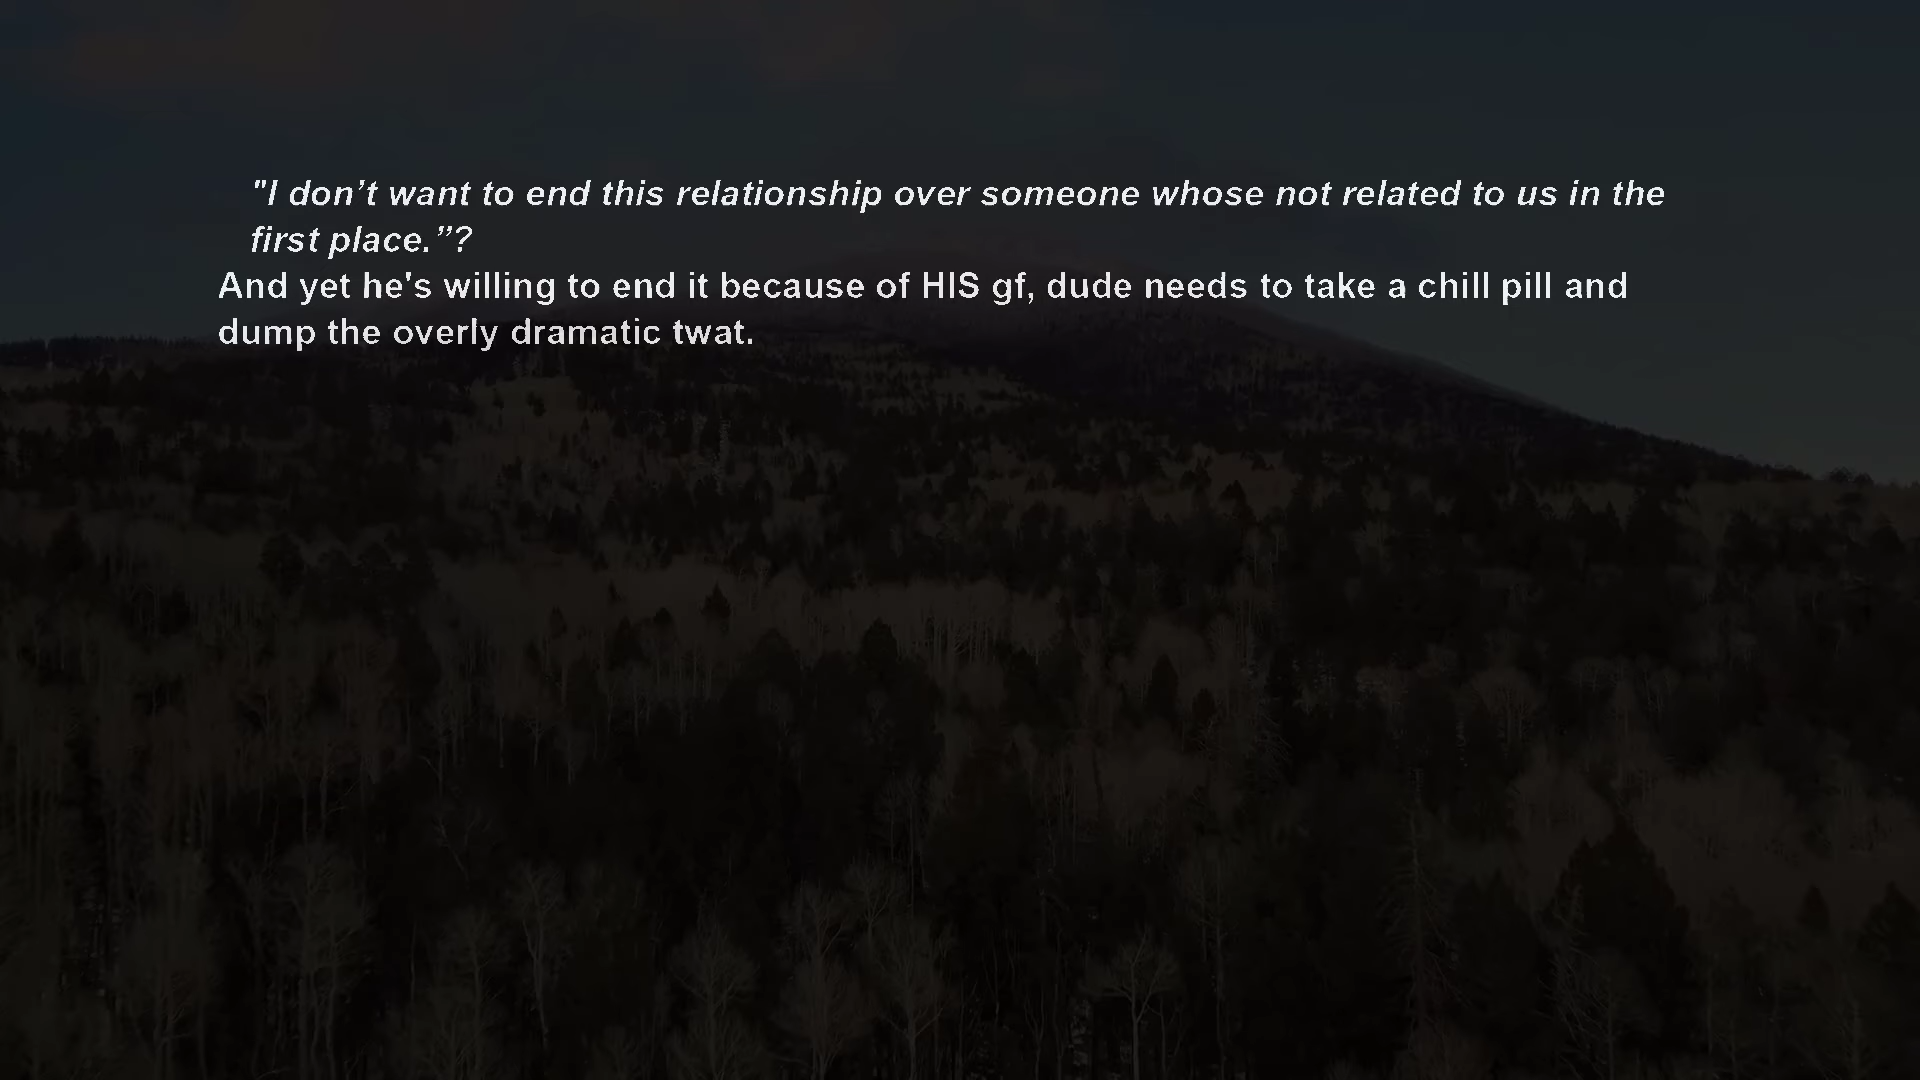 "I don’t want to end this relationship over someone whose not related to us in the
first place.”?
And yet he's willing to end it because of HIS gf, dude needs to take a chill pill and
dump the overly dramatic twat.